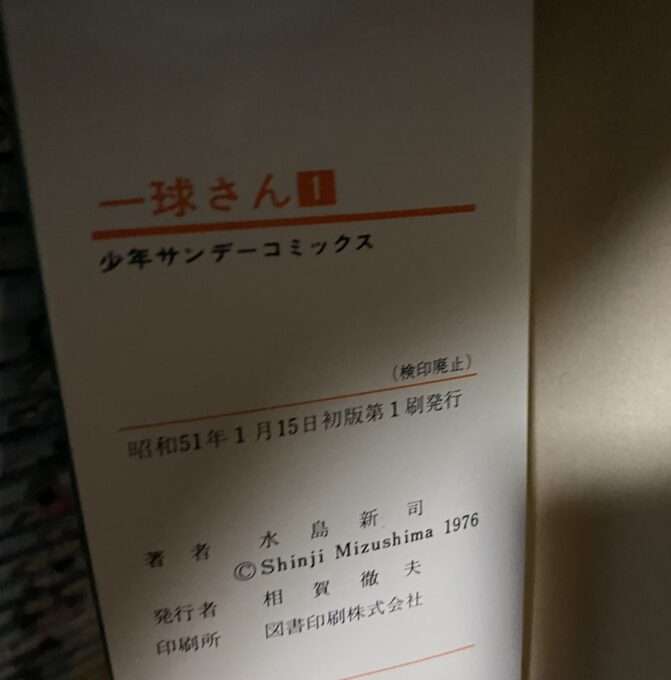 一球さん1
少年サンデーコミックス
(検印廃止)
昭和51年1月15日初版第1刷発行
著者 水島新司
©Shinji Mizushima 1976
発行者 相賀徹夫
印刷所 図書印刷株式会社